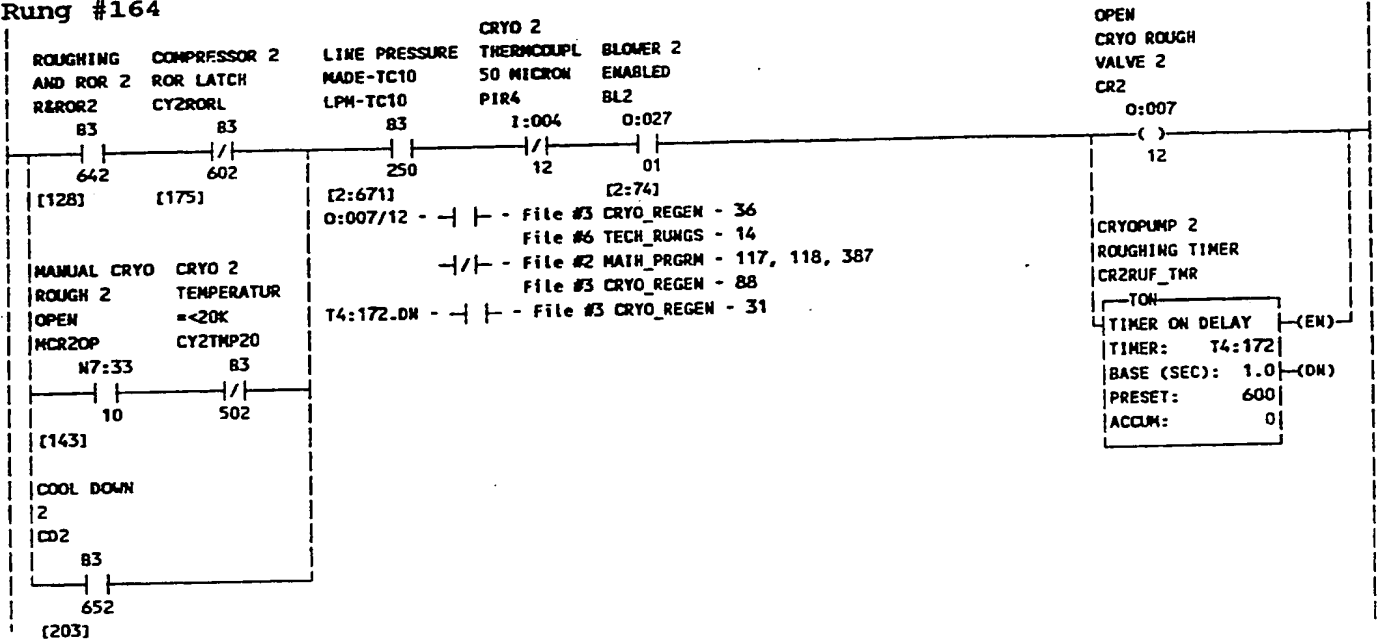 Rung #164
OPEN
CRYO 2 CRYO ROUGH
ROUGHING COMPRESSOR 2 LINE PRESSURE THERMCOUPL BLOWER 2 VALVE 2
AND ROR 2 ROR LATCH MADE-TC10 50 MICRON ENABLED CR2
R&ROR2 CY2RORL LPM-TC10 PIR4 BL2
B3 B3 B3 I:004 O:027 O:007
642 602 250 12 01 12
[128] [175] [2:671] [2:74]
O:007/12 - -| |- - File #3 CRYO_REGEN - 36
File #6 TECH_RUNGS - 14
-|/|- - File #2 MAIN_PRGRM - 117, 118, 387
File #3 CRYO_REGEN - 88
T4:172.DN - -| |- - File #3 CRYO_REGEN - 31
CRYOPUMP 2
ROUGHING TIMER
CR2RUF_TMR
TON
TIMER ON DELAY (EN)
TIMER: T4:172
BASE (SEC): 1.0 (DN)
PRESET: 600
ACCUM: 0
MANUAL CRYO CRYO 2
ROUGH 2 TEMPERATUR
OPEN =<20K
MCR2OP CY2TMP20
N7:33 B3
10 502
[143]
COOL DOWN
2
CD2
B3
652
[203]